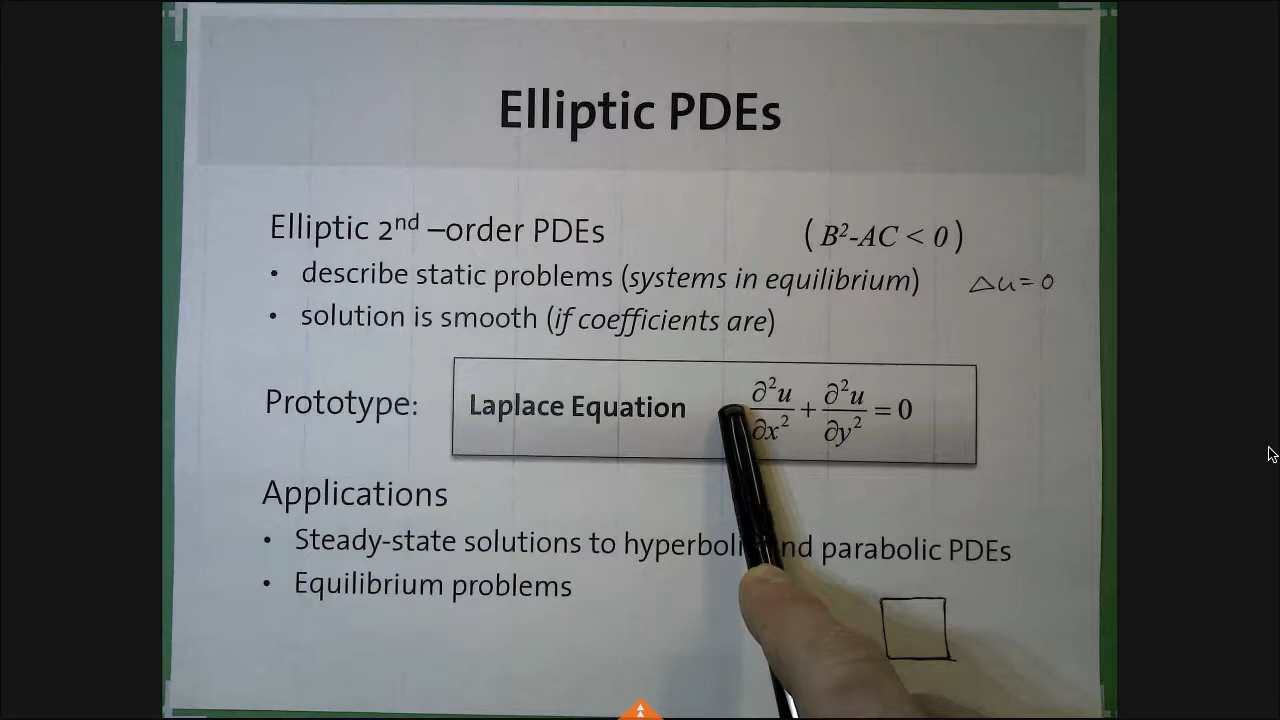 Elliptic PDEs
Elliptic 2nd –order PDEs (B²-AC < 0)
• describe static problems (systems in equilibrium) Δu=0
• solution is smooth (if coefficients are)
Prototype: Laplace Equation ∂²u/∂x² + ∂²u/∂y² = 0
Applications
• Steady-state solutions to hyperboli nd parabolic PDEs
• Equilibrium problems